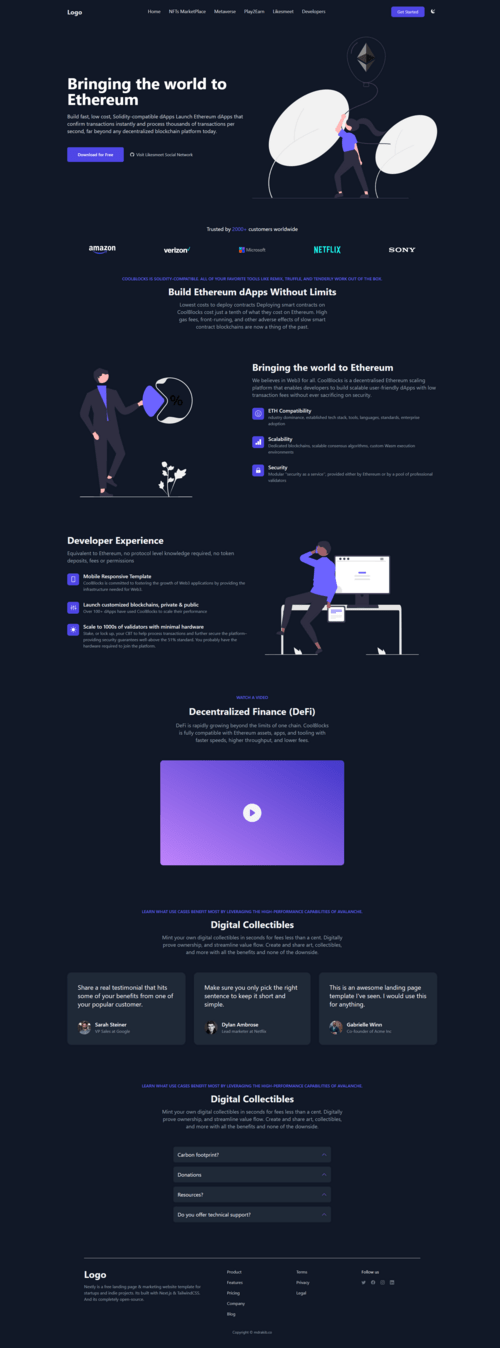 Logo
Home NFTs MarketPlace Metaverse Play2Earn Likesmeet Developers
Get Started
Bringing the world to
Ethereum
Build fast, low cost, Solidity-compatible dApps Launch Ethereum dApps that
confirm transactions instantly and process thousands of transactions per
second, far beyond any decentralized blockchain platform today.
Download for Free
Visit Likesmeet Social Network
Trusted by 2000+ customers worldwide
amazon
verizon
Microsoft
NETFLIX
SONY
COOLBLOCKS IS SOLIDITY-COMPATIBLE. ALL OF YOUR FAVORITE TOOLS LIKE REMIX, TRUFFLE, AND TENDERLY WORK OUT OF THE BOX
Build Ethereum dApps Without Limits
Lowest costs to deploy contracts Deploying smart contracts on
CoolBlocks cost just a tenth of what they cost on Ethereum. High
gas fees, front-running, and other adverse effects of slow smart
contract blockchains are now a thing of the past.
%
Bringing the world to Ethereum
We believes in Web3 for all. CoolBlocks is a decentralised Ethereum scaling
platform that enables developers to build scalable user-friendly dApps with low
transaction fees without ever sacrificing on security.
ETH Compatibility
Industry dominance, established tech stack, tools, languages, standards, enterprise
adoption
Scalability
Dedicated blockchains, scalable consensus algorithms, custom Wasm execution
environments
Security
Modular "security as a service", provided either by Ethereum or by a pool of professional
validators
Developer Experience
Equivalent to Ethereum, no protocol level knowledge required, no token
deposits, fees or permissions
Mobile Responsive Template
CoolBlocks is committed to fostering the growth of Web3 applications by providing the
infrastructure needed for Web3.
Launch customized blockchains, private & public
Over 100+ dApps have used CoolBlocks to scale their performance
Scale to 1000s of validators with minimal hardware
Stake, or lock up, your CBT to help process transactions and further secure the platform–
providing security guarantees well-above the 51% standard. You probably have the
hardware required to join the platform.
WATCH A VIDEO
Decentralized Finance (DeFi)
DeFi is rapidly growing beyond the limits of one chain. CoolBlocks
is fully compatible with Ethereum assets, apps, and tooling with
faster speeds, higher throughput, and lower fees.
LEARN WHAT USE CASES BENEFIT MOST BY LEVERAGING THE HIGH-PERFORMANCE CAPABILITIES OF AVALANCHE.
Digital Collectibles
Mint your own digital collectibles in seconds for fees less than a cent. Digitally
prove ownership, and streamline value flow. Create and share art, collectibles,
and more with all the benefits and none of the downside.
Share a real testimonial that hits
some of your benefits from one of
your popular customer.
Sarah Steiner
VP Sales at Google
Make sure you only pick the right
sentence to keep it short and
simple.
Dylan Ambrose
Lead marketer at Netflix
This is an awesome landing page
template I've seen. I would use this
for anything.
Gabrielle Winn
Co-founder of Acme Inc
LEARN WHAT USE CASES BENEFIT MOST BY LEVERAGING THE HIGH-PERFORMANCE CAPABILITIES OF AVALANCHE.
Digital Collectibles
Mint your own digital collectibles in seconds for fees less than a cent. Digitally
prove ownership, and streamline value flow. Create and share art, collectibles,
and more with all the benefits and none of the downside.
Carbon footprint?
Donations
Resources?
Do you offer technical support?
Logo
Nextly is a free landing page & marketing website template for
startups and indie projects. Its built with Next.js & TailwindCSS.
And its completely open-source.
Product
Features
Pricing
Company
Blog
Terms
Privacy
Legal
Follow us
Copyright ©